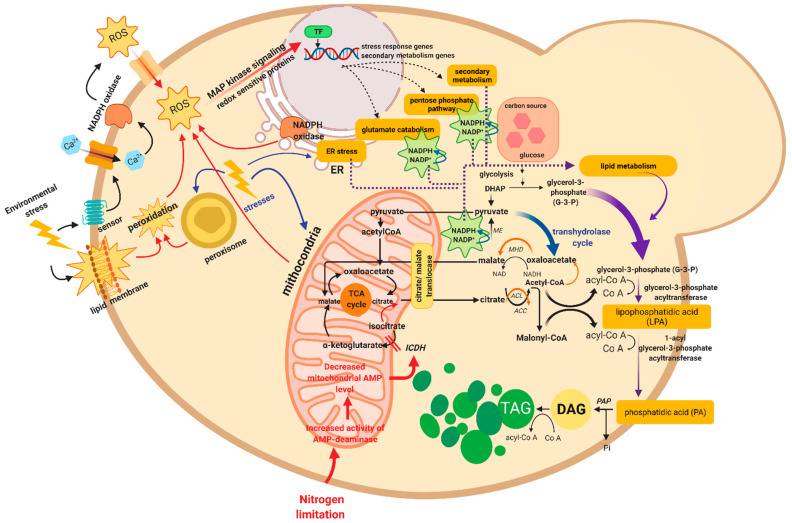 ROS
NADPH oxidase
Ca²⁺
Ca²⁺
ROS
Environmental
stress
sensor
peroxidation
lipid membrane
peroxisome
stresses
MAP kinase signaling
redox sensitive proteins
TF
stress response genes
secondary metabolism genes
secondary
metabolism
pentose phosphate
pathway
NADPH
oxidase
glutamate catabolism
ER stress
ER
NADPH
NADP⁺
NADPH
NADP⁺
carbon source
glucose
glycolysis
DHAP
glycerol-3-
phosphate
(G-3-P)
lipid metabolism
mithocondria
pyruvate
pyruvate
ME
NADPH
NADP⁺
transhydrolase
cycle
acetylCoA
oxaloacetate
malate
TCA
cycle
citrate
isocitrate
α-ketoglutarate
citrate/ malate
translocase
malate
MHD
oxaloacetate
NAD
NADH
Acetyl-CoA
citrate
ACL
ACC
Malonyl-CoA
ICDH
Decreased
mitochondrial AMP
level
Increased activity of
AMP-deaminase
Nitrogen
limitation
glycerol-3-phosphate (G-3-P)
acyl-Co A
Co A
glycerol-3-phosphate
acyltransferase
lipophosphatidic acid
(LPA)
acyl-Co A
Co A
1-acyl
glycerol-3-phosphate
acyltransferase
phosphatidic acid (PA)
PAP
Pi
DAG
TAG
acyl-Co A
Co A